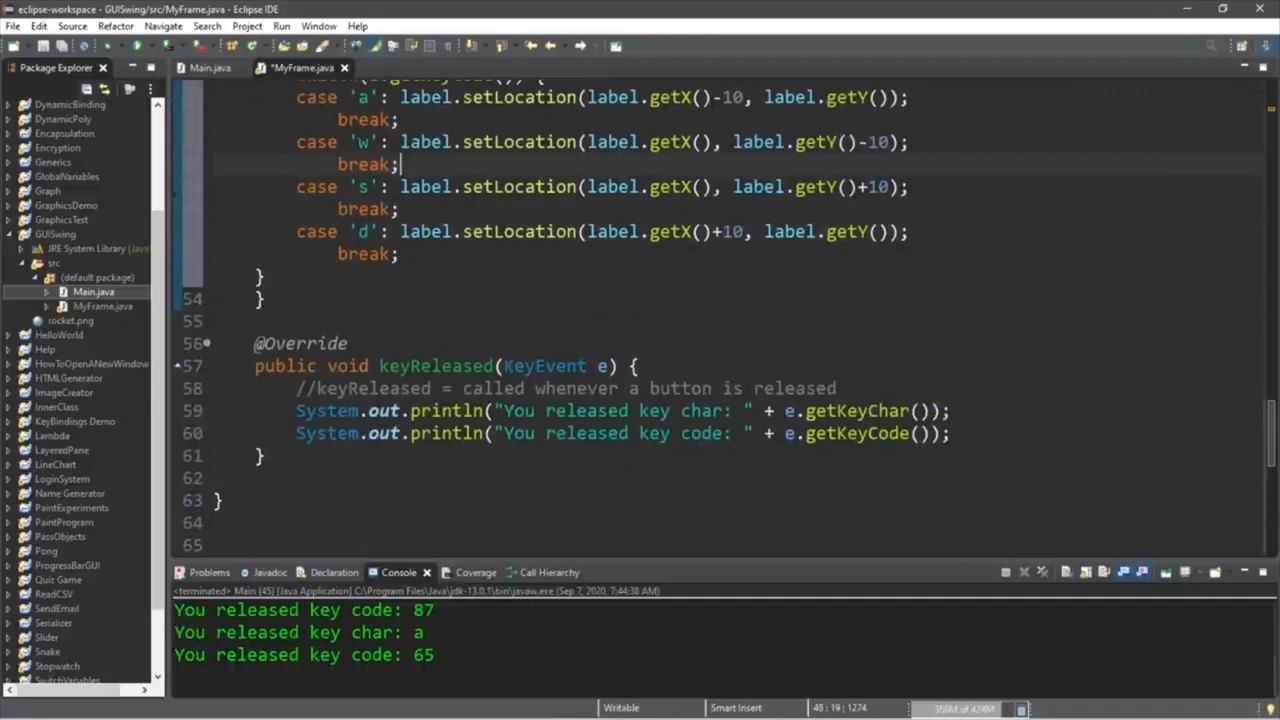 eclipse-workspace - GUISwing/src/MyFrame.java - Eclipse IDE
File Edit Source Refactor Navigate Search Project Run Window Help
Package Explorer
Main.java
*MyFrame.java
DynamicBinding
DynamicPoly
Encapsulation
Encryption
Generics
GlobalVariables
Graph
GraphicsDemo
GraphicsTest
GUISwing
JRE System Library [Java
src
(default package)
Main.java
MyFrame.java
rocket.png
HelloWorld
Help
HowToOpenANewWindow
HTMLGenerator
ImageCreator
InnerClass
KeyBindings Demo
Lambda
LayeredPane
LineChart
LoginSystem
Name Generator
PaintExperiments
PaintProgram
PassObjects
Pong
ProgressBarGUI
Quiz Game
ReadCSV
SendEmail
Serializer
Slider
Snake
Stopwatch
SwitchVariables
case 'a': label.setLocation(label.getX()-10, label.getY());
break;
case 'w': label.setLocation(label.getX(), label.getY()-10);
break;
case 's': label.setLocation(label.getX(), label.getY()+10);
break;
case 'd': label.setLocation(label.getX()+10, label.getY());
break;
}
54 }
55
56 @Override
57 public void keyReleased(KeyEvent e) {
58 //keyReleased = called whenever a button is released
59 System.out.println("You released key char: " + e.getKeyChar());
60 System.out.println("You released key code: " + e.getKeyCode());
61 }
62
63 }
64
65
Problems Javadoc Declaration Console Coverage Call Hierarchy
<terminated> Main (45) [Java Application] C:\Program Files\Java\jdk-13.0.1\bin\javaw.exe (Sep 7, 2020, 7:44:38 AM)
You released key code: 87
You released key char: a
You released key code: 65
Writable Smart Insert 48 : 19 : 1274 358M of 424M